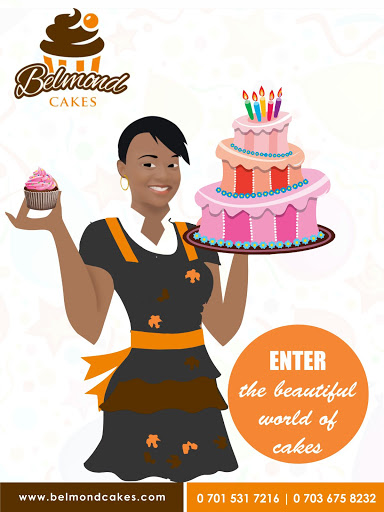 Belmond
CAKES
ENTER
the beautiful
world of
cakes
www.belmondcakes.com 0 701 531 7216 | 0 703 675 8232